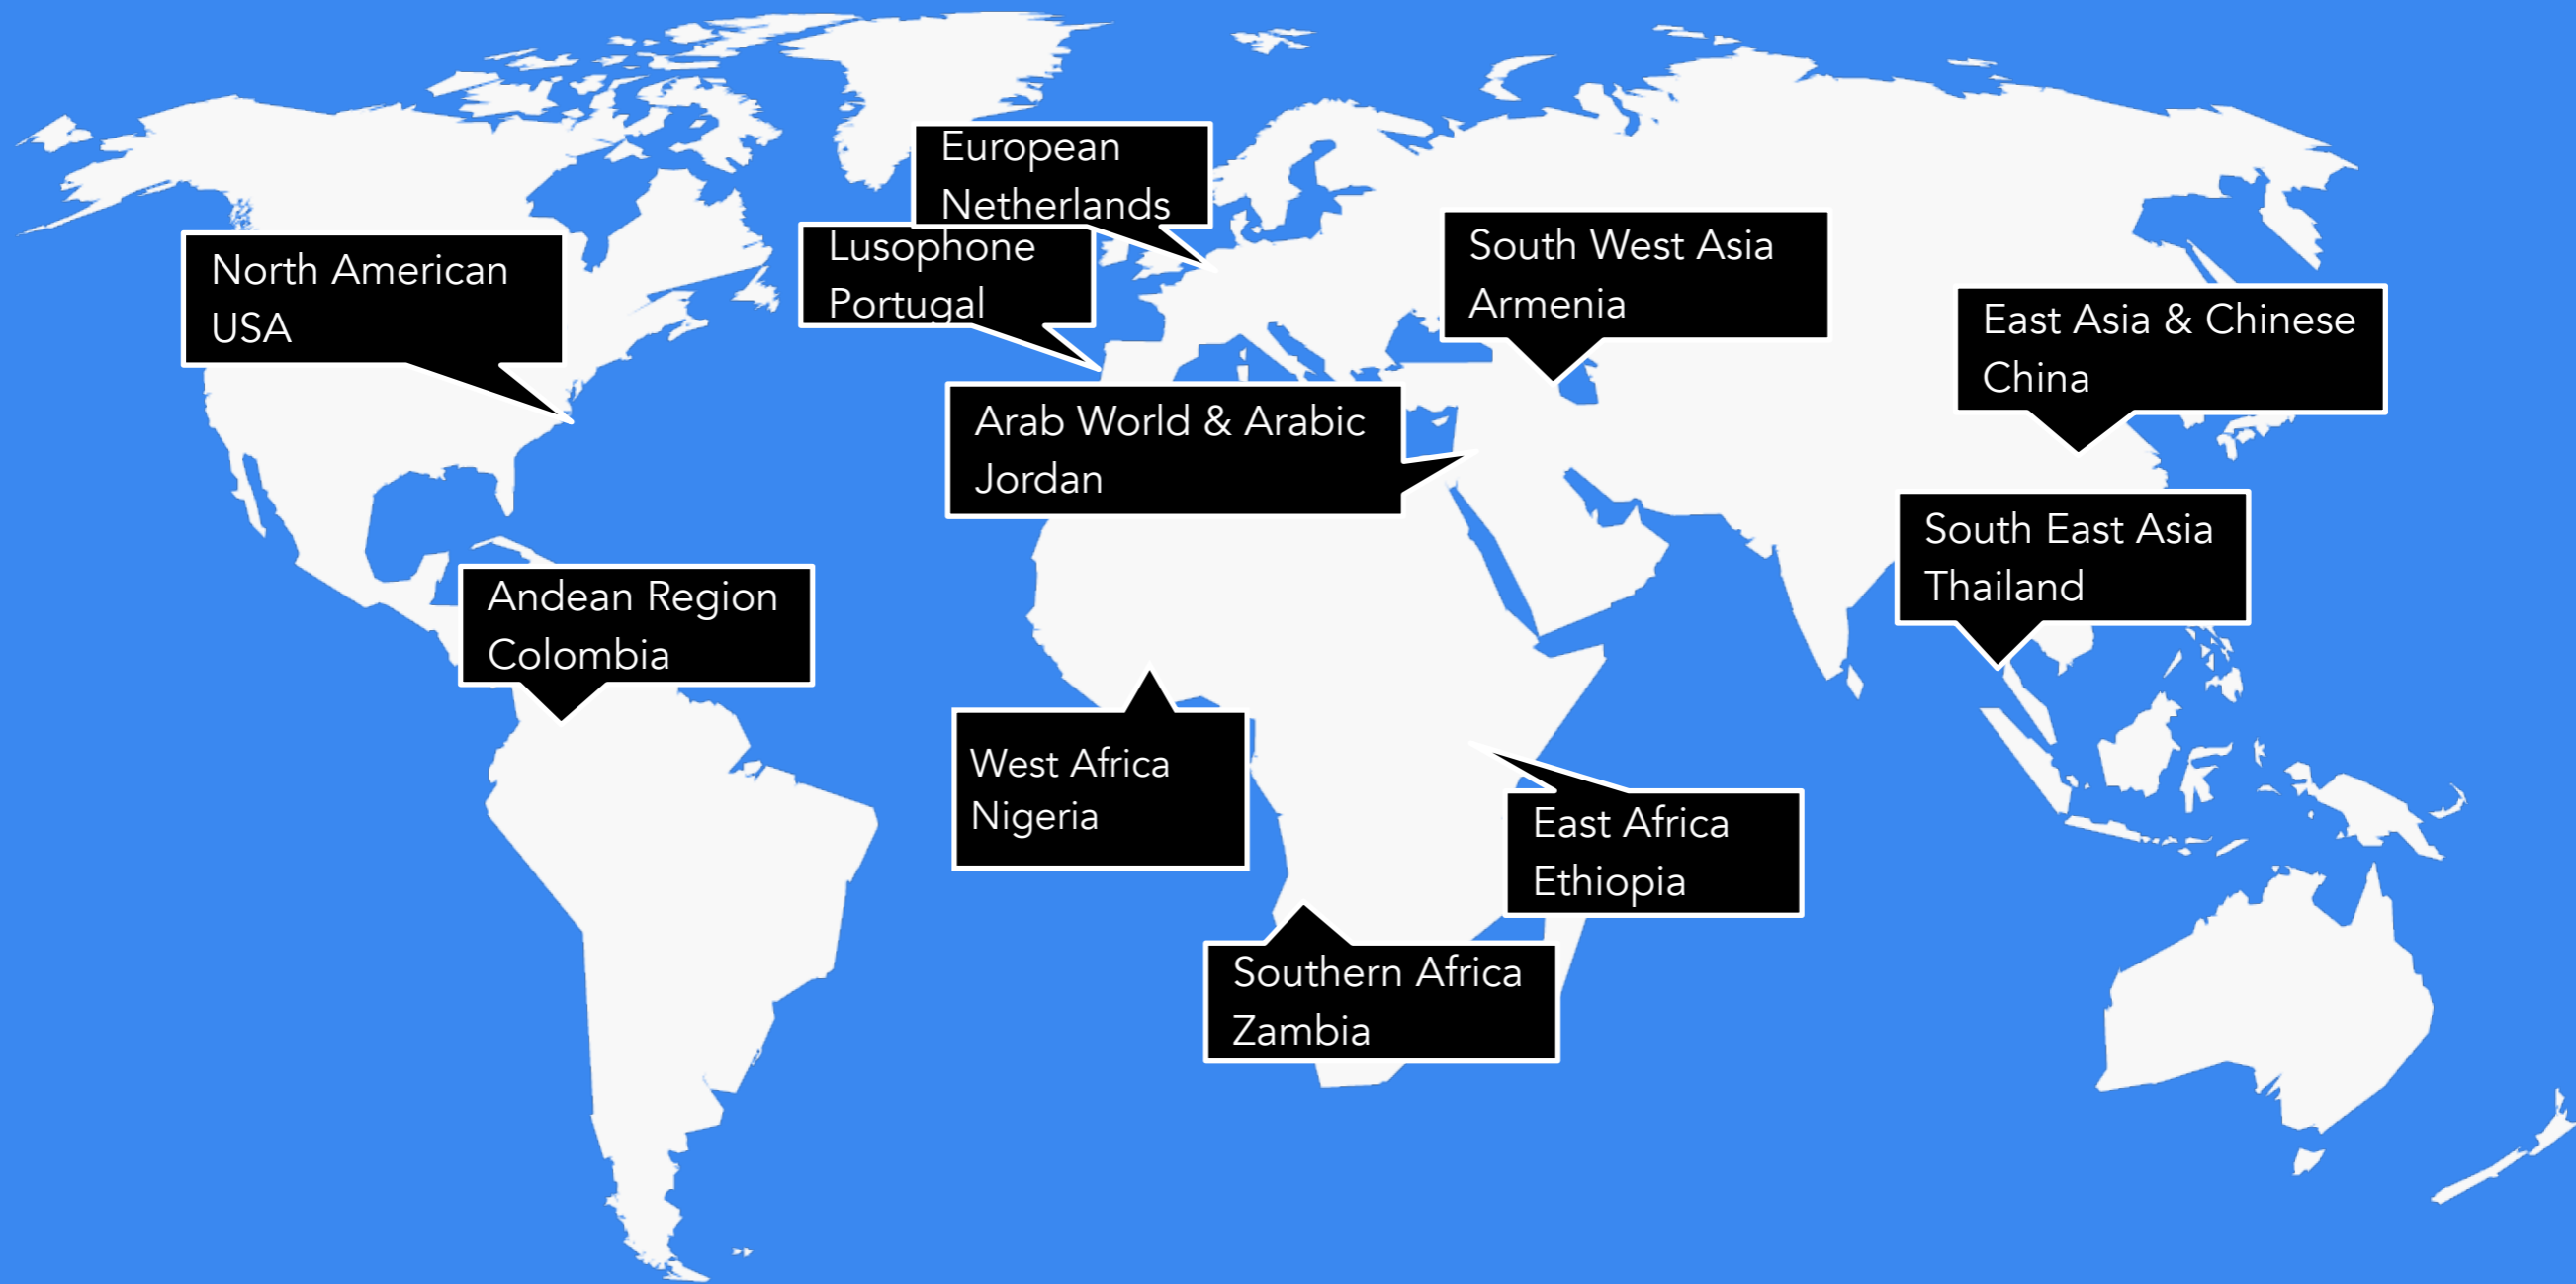 European
Netherlands
Lusophone
Portugal
North American
USA
South West Asia
Armenia
East Asia & Chinese
China
Arab World & Arabic
Jordan
South East Asia
Thailand
Andean Region
Colombia
West Africa
Nigeria
East Africa
Ethiopia
Southern Africa
Zambia